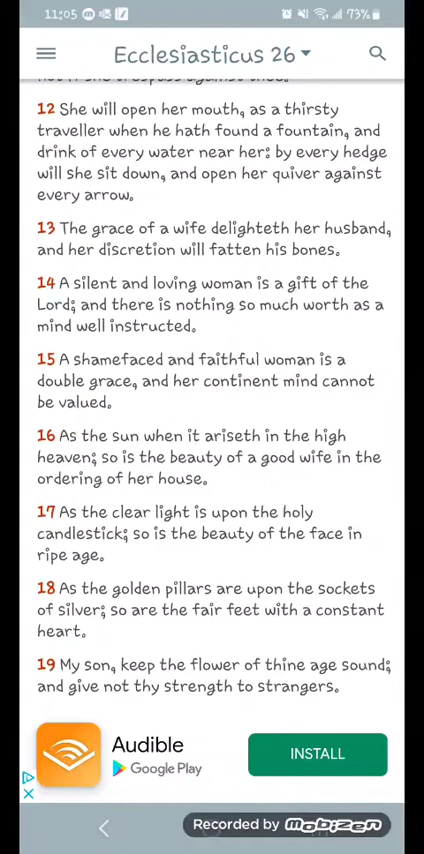 11:05 73%
Ecclesiasticus 26
not if she trespass against thee.
12 She will open her mouth, as a thirsty
traveller when he hath found a fountain, and
drink of every water near her: by every hedge
will she sit down, and open her quiver against
every arrow.
13 The grace of a wife delighteth her husband,
and her discretion will fatten his bones.
14 A silent and loving woman is a gift of the
Lord; and there is nothing so much worth as a
mind well instructed.
15 A shamefaced and faithful woman is a
double grace, and her continent mind cannot
be valued.
16 As the sun when it ariseth in the high
heaven; so is the beauty of a good wife in the
ordering of her house.
17 As the clear light is upon the holy
candlestick; so is the beauty of the face in
ripe age.
18 As the golden pillars are upon the sockets
of silver; so are the fair feet with a constant
heart.
19 My son, keep the flower of thine age sound;
and give not thy strength to strangers.
Audible
Google Play
INSTALL
Recorded by mobizen